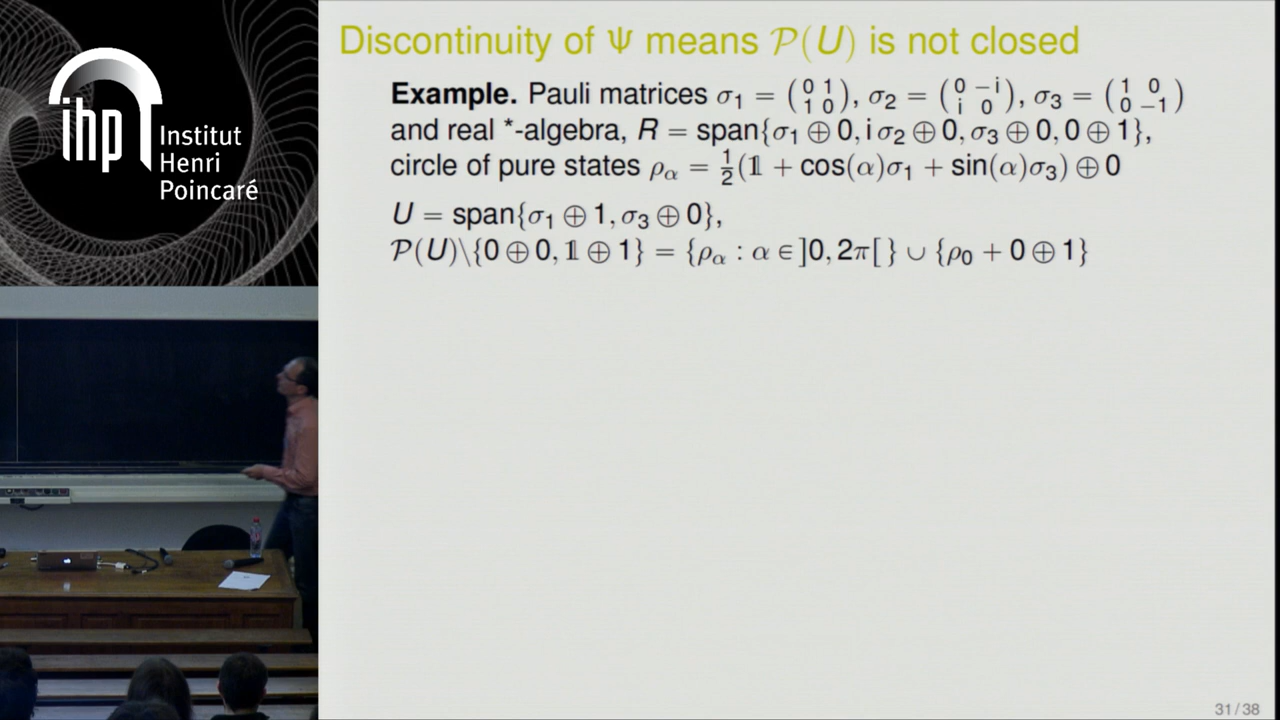 ihp Institut
Henri
Poincaré
Discontinuity of Ψ means 𝒫(U) is not closed
Example. Pauli matrices σ₁ = (0 1 / 1 0), σ₂ = (0 −i / i 0), σ₃ = (1 0 / 0 −1)
and real *-algebra, R = span{σ₁ ⊕ 0, i σ₂ ⊕ 0, σ₃ ⊕ 0, 0 ⊕ 1},
circle of pure states ρ_α = ½(𝟙 + cos(α)σ₁ + sin(α)σ₃) ⊕ 0
U = span{σ₁ ⊕ 1, σ₃ ⊕ 0},
𝒫(U)\{0 ⊕ 0, 𝟙 ⊕ 1} = {ρ_α : α ∈ ]0, 2π[} ∪ {ρ₀ + 0 ⊕ 1}
31 / 38